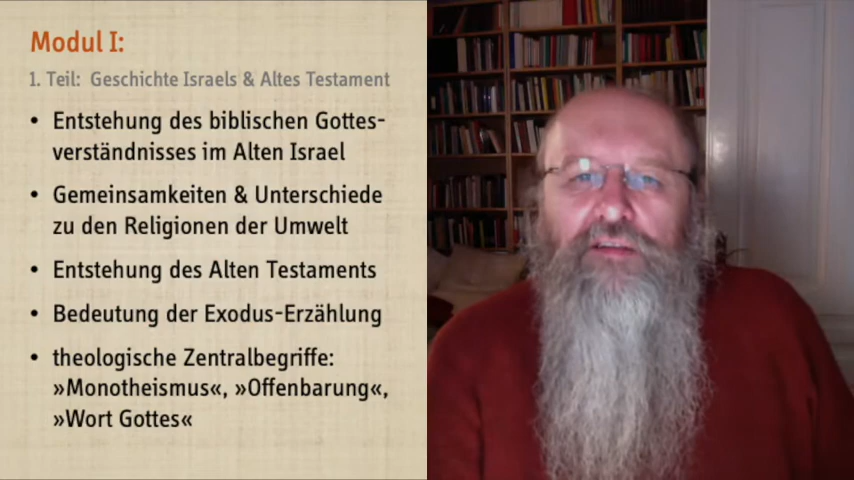 Modul I:
1. Teil: Geschichte Israels & Altes Testament
• Entstehung des biblischen Gottes-
verständnisses im Alten Israel
• Gemeinsamkeiten & Unterschiede
zu den Religionen der Umwelt
• Entstehung des Alten Testaments
• Bedeutung der Exodus-Erzählung
• theologische Zentralbegriffe:
»Monotheismus«, »Offenbarung«,
»Wort Gottes«